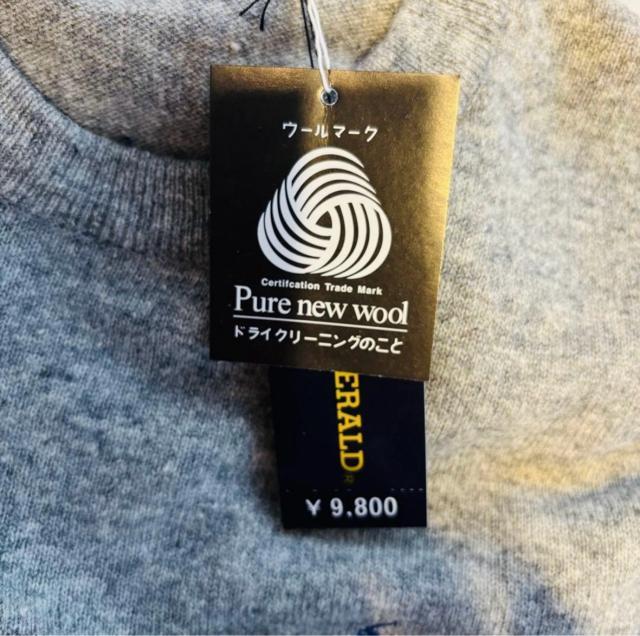 ウールマーク
Certifcation Trade Mark
Pure new wool
ドライクリーニングのこと
ERALD
¥ 9.800